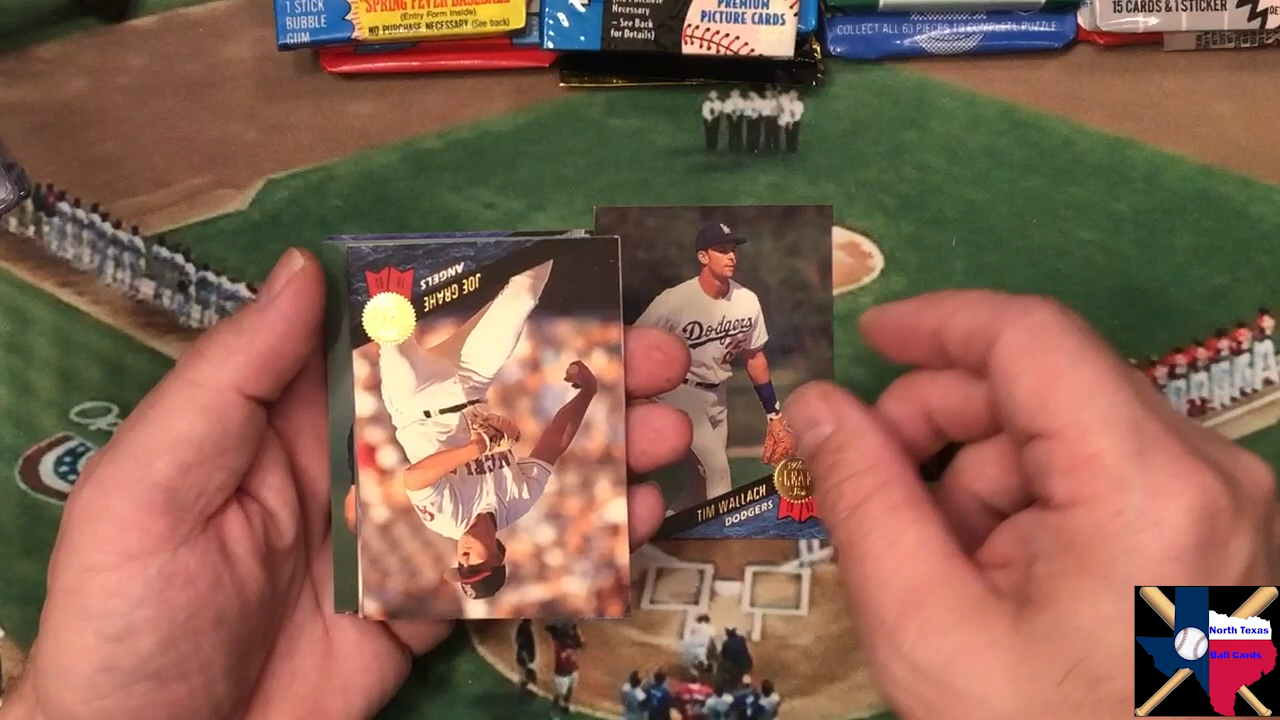 1 STICK
BUBBLE
GUM
SPRING FEVER BASEBALL
(Entry Form Inside)
NO PURCHASE NECESSARY (See back)
Necessary
– See Back
for Details)
PREMIUM
PICTURE CARDS
COLLECT ALL 63 PIECES TO COMPLETE PUZZLE
15 CARDS & 1 STICKER
JOE GRAHE
ANGELS
Dodgers
LEAF
TIM WALLACH
DODGERS
North Texas
Ball Cards